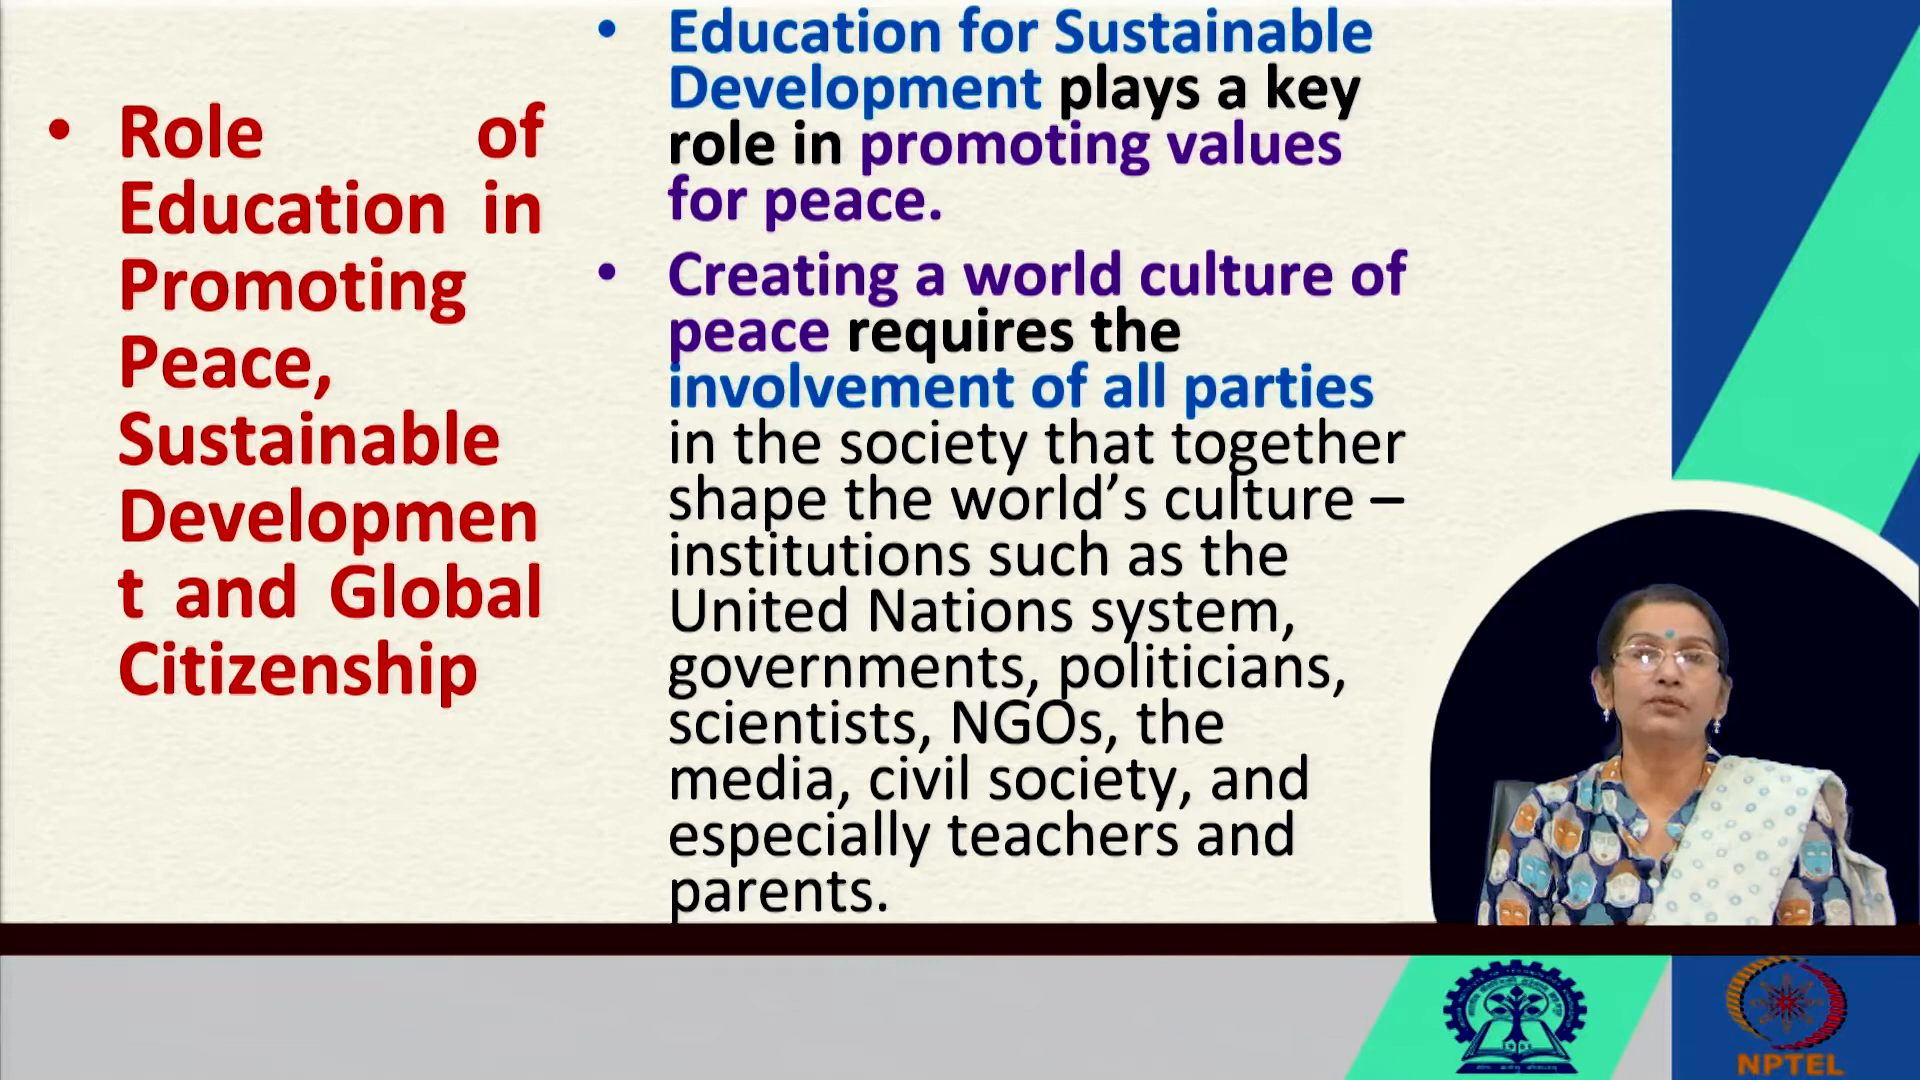 • Role of
Education in
Promoting
Peace,
Sustainable
Developmen
t and Global
Citizenship
• Education for Sustainable
Development plays a key
role in promoting values
for peace.
• Creating a world culture of
peace requires the
involvement of all parties
in the society that together
shape the world’s culture –
institutions such as the
United Nations system,
governments, politicians,
scientists, NGOs, the
media, civil society, and
especially teachers and
parents.
NPTEL